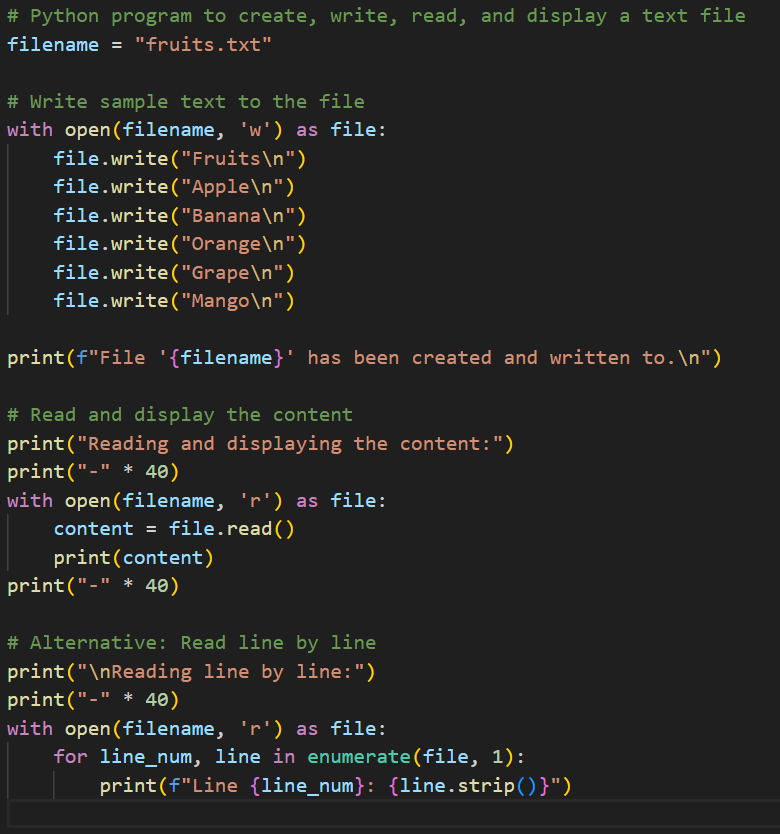 # Python program to create, write, read, and display a text file
filename = "fruits.txt"

# Write sample text to the file
with open(filename, 'w') as file:
    file.write("Fruits\n")
    file.write("Apple\n")
    file.write("Banana\n")
    file.write("Orange\n")
    file.write("Grape\n")
    file.write("Mango\n")

print(f"File '{filename}' has been created and written to.\n")

# Read and display the content
print("Reading and displaying the content:")
print("-" * 40)
with open(filename, 'r') as file:
    content = file.read()
    print(content)
print("-" * 40)

# Alternative: Read line by line
print("\nReading line by line:")
print("-" * 40)
with open(filename, 'r') as file:
    for line_num, line in enumerate(file, 1):
        print(f"Line {line_num}: {line.strip()}")